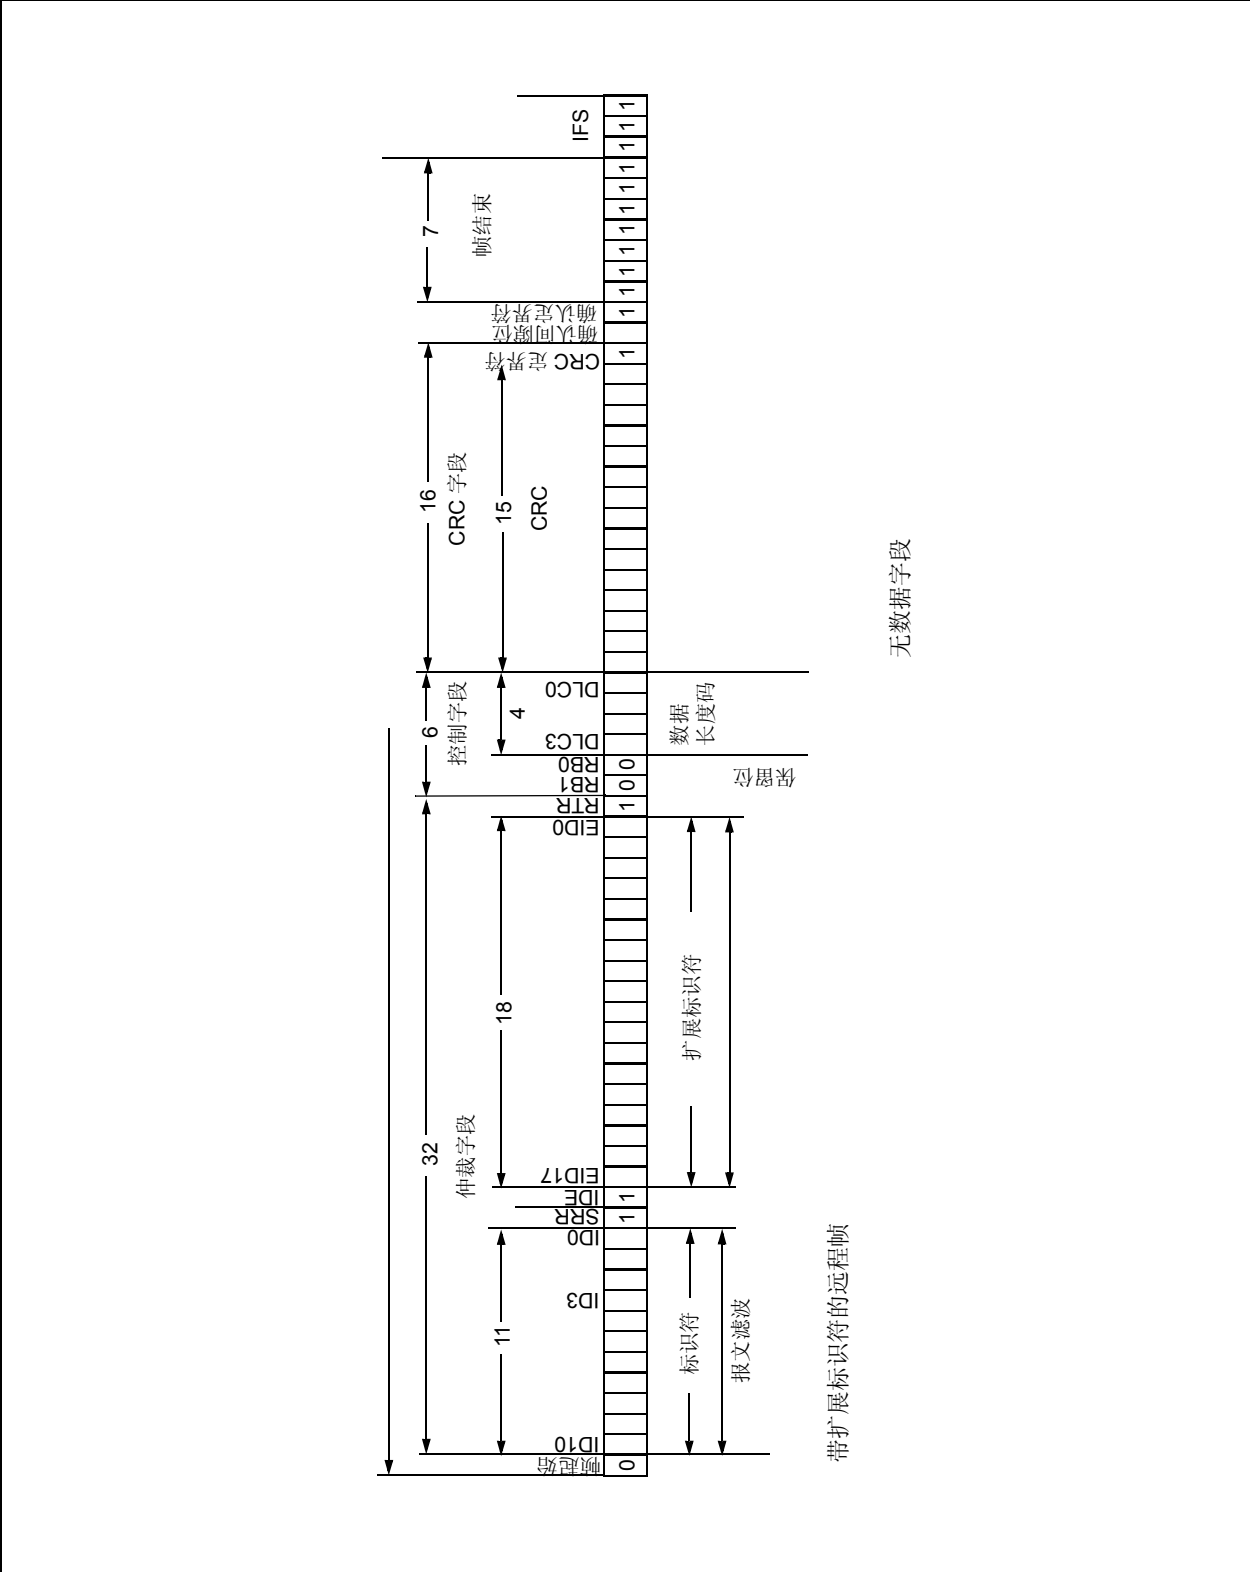 带扩展标识符的远程帧
无数据字段
32
仲裁字段
6
控制字段
16
CRC 字段
7
帧结束
IFS
11
18
4
15
CRC
帧起始
ID10
ID3
ID0
SRR
IDE
EID17
EID0
RTR
RB1
RB0
DLC3
DLC0
CRC 定界符
确认间隙位
确认定界符
0
1
1
1
0
0
1
1
1
1
1
1
1
1
1
1
1
1
标识符
报文滤波
扩展标识符
保留位
数据
长度码